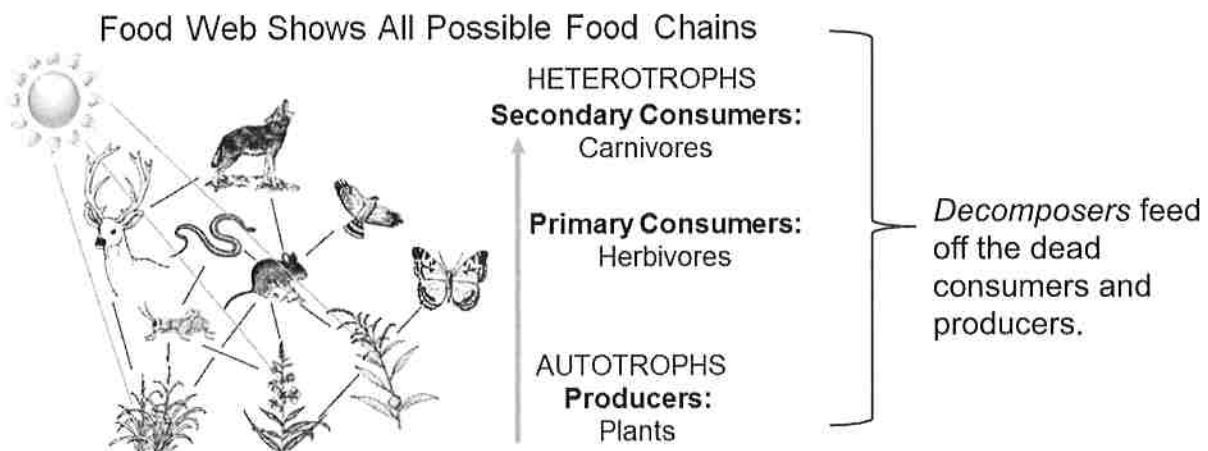 Food Web Shows All Possible Food Chains
HETEROTROPHS
Secondary Consumers:
Carnivores
Primary Consumers:
Herbivores
AUTOTROPHS
Producers:
Plants
Decomposers feed
off the dead
consumers and
producers.